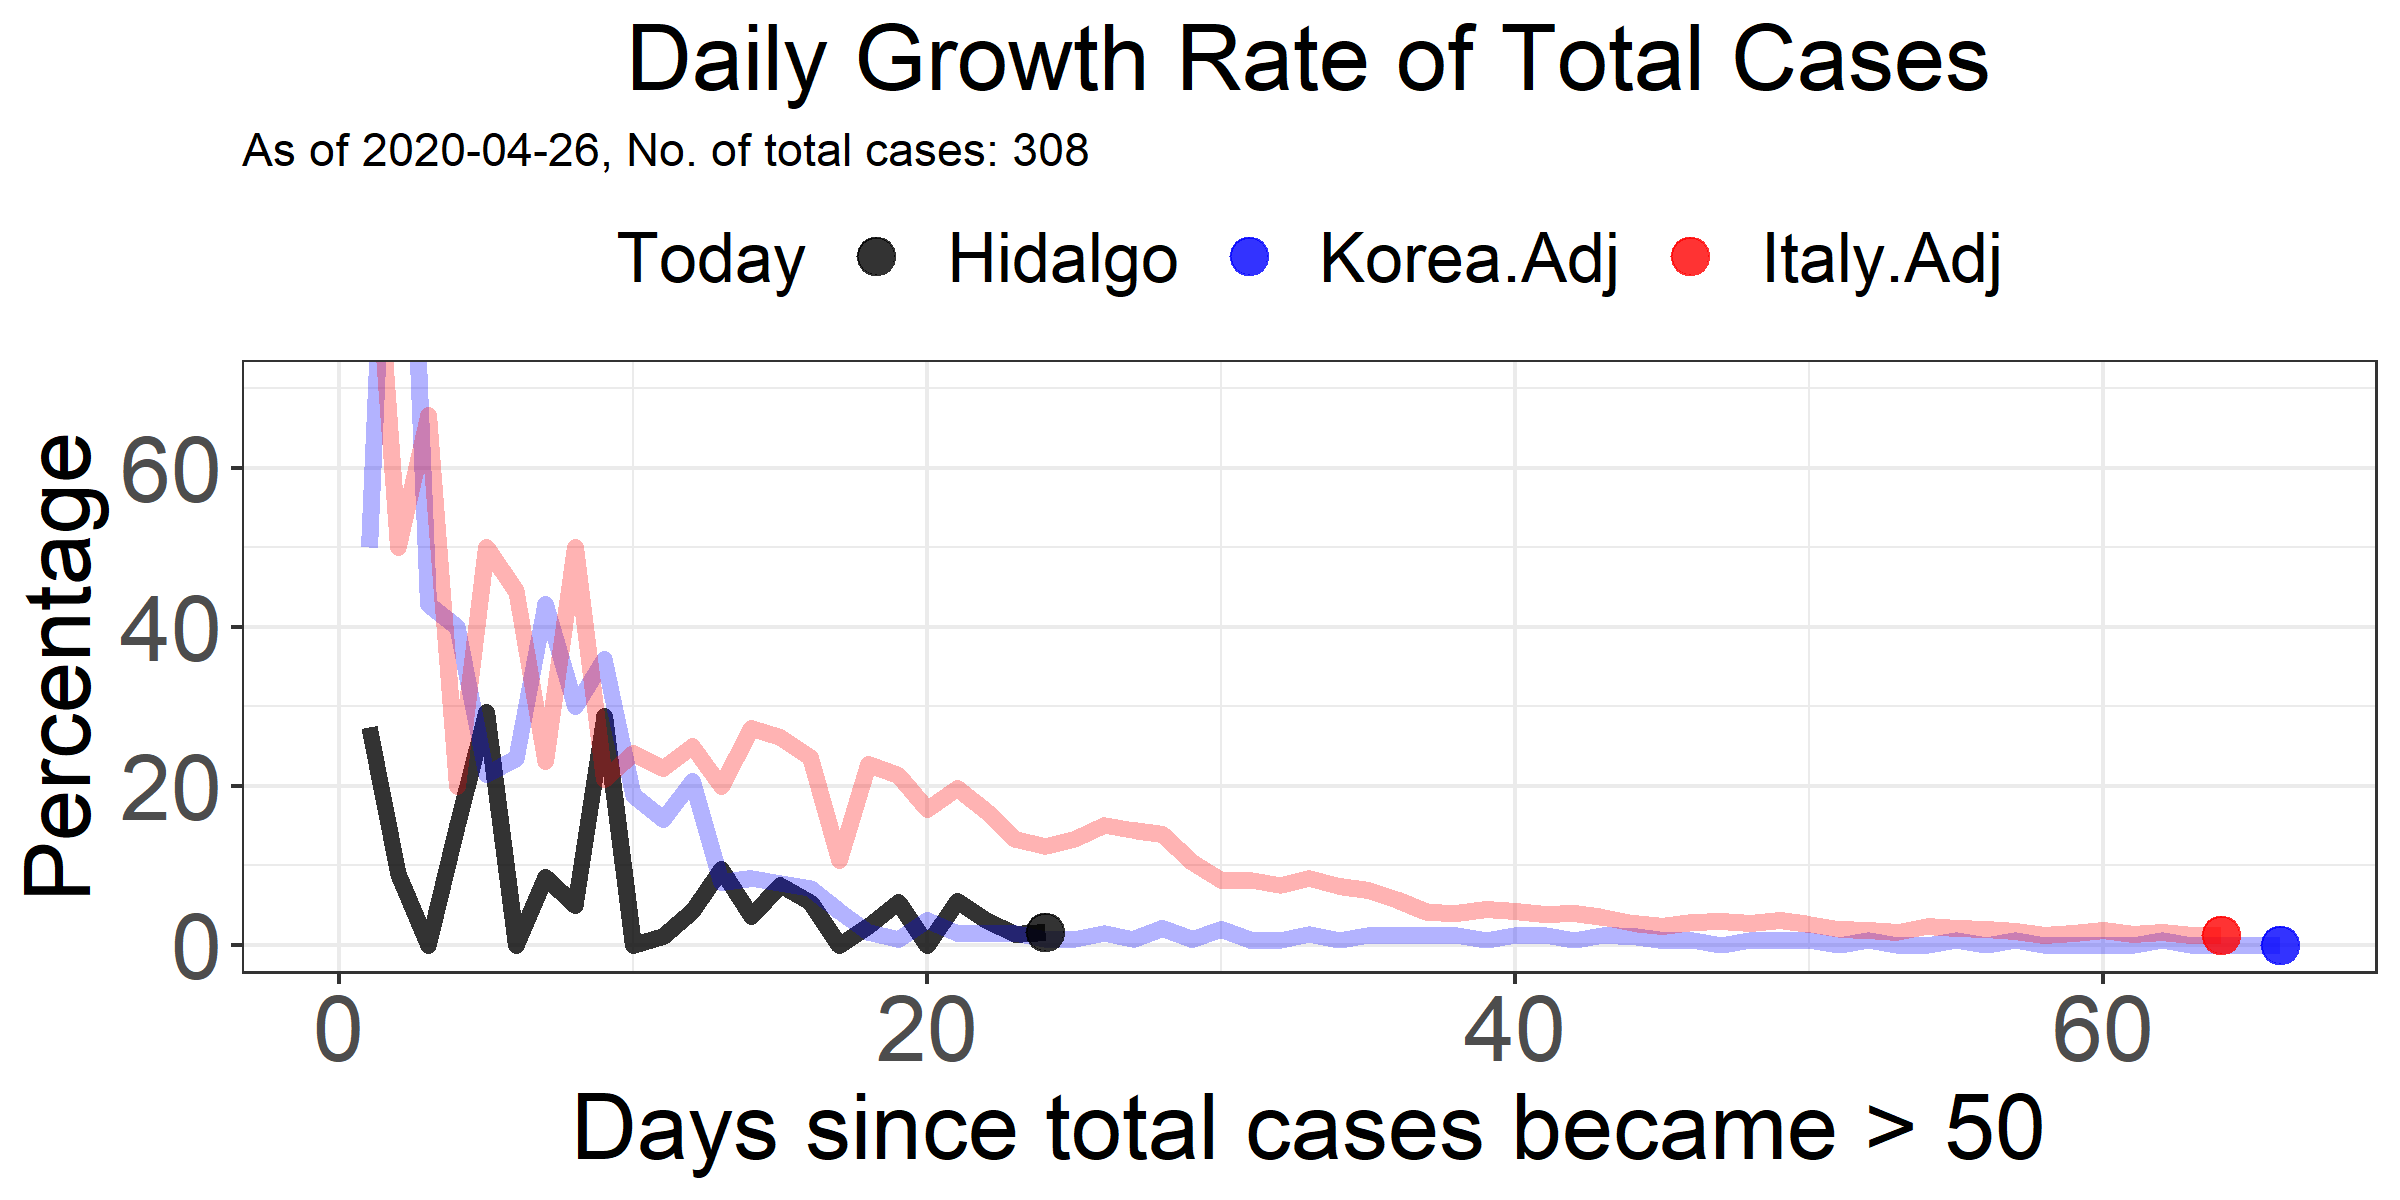 Daily Growth Rate of Total Cases
As of 2020-04-26, No. of total cases: 308
Today Hidalgo Korea.Adj Italy.Adj
Percentage
60
40
20
0
0 20 40 60
Days since total cases became > 50